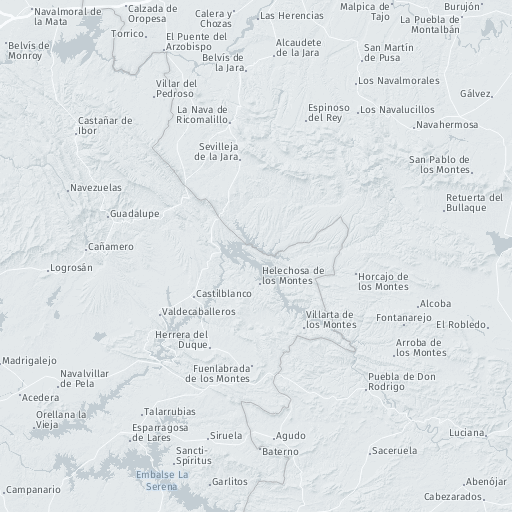 Navalmoral de
la Mata
Calzada de
Oropesa
Torrico
El Puente del
Arzobispo
Calera y
Chozas
Las Herencias
Malpica de
Tajo
Burujón
La Puebla de
Montalbán
Belvís de
Monroy
Belvís de
la Jara
Alcaudete
de la Jara
San Martín
de Pusa
Villar del
Pedroso
Los Navalmorales
Gálvez
La Nava de
Ricomalillo
Espinoso
del Rey
Los Navalucillos
Castañar de
Ibor
Navahermosa
Sevilleja
de la Jara
San Pablo de
los Montes
Navezuelas
Retuerta del
Bullaque
Guadalupe
Cañamero
Logrosán
Helechosa de
los Montes
Horcajo de
los Montes
Castilblanco
Alcoba
Valdecaballeros
Villarta de
los Montes
Fontanarejo
El Robledo
Herrera del
Duque
Arroba de
los Montes
Madrigalejo
Navalvillar
de Pela
Fuenlabrada
de los Montes
Puebla de Don
Rodrigo
Acedera
Orellana la
Vieja
Talarrubias
Esparragosa
de Lares
Siruela
Agudo
Luciana
Sancti-
Spíritus
Baterno
Saceruela
Embalse La
Serena
Garlitos
Abenójar
Campanario
Cabezarados